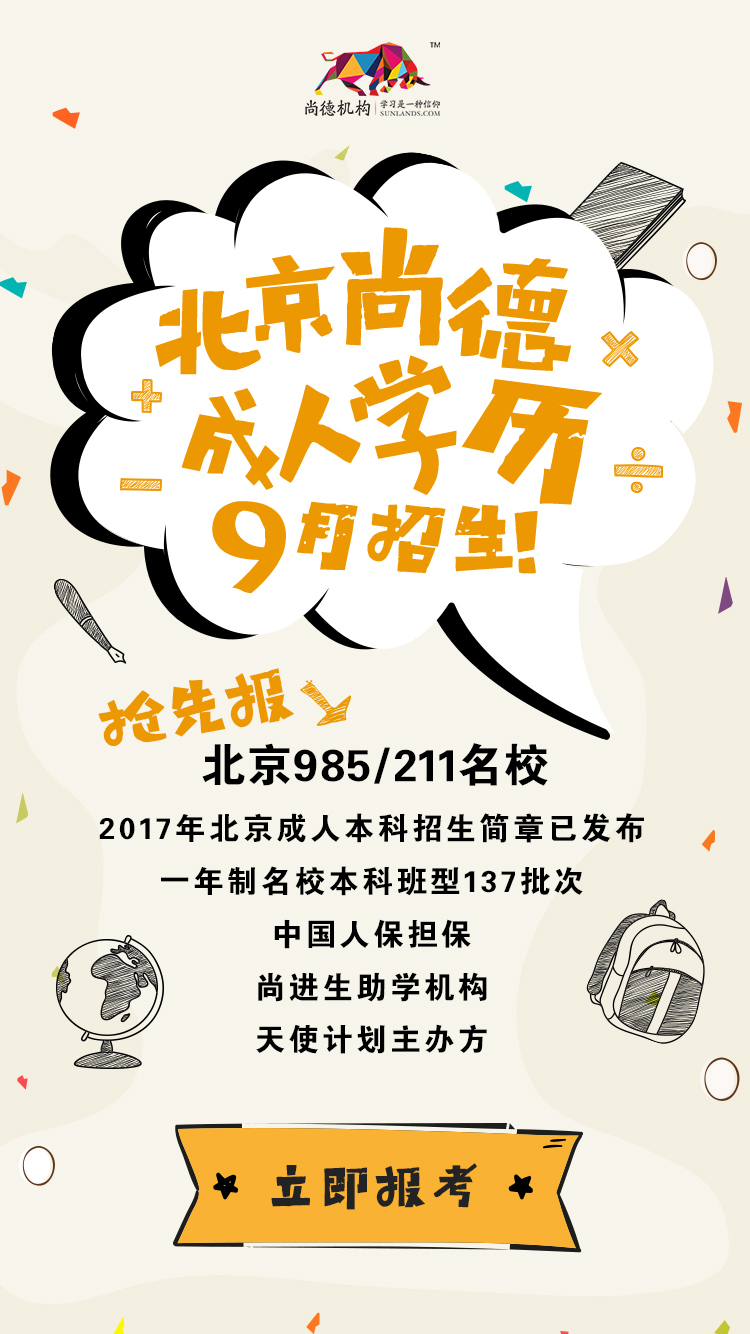 TM
尚德机构 学习是一种信仰
SUNLANDS.COM
北京尚德
成人学历
9月招生!
抢先报
北京985/211名校
2017年北京成人本科招生简章已发布
一年制名校本科班型137批次
中国人保担保
尚进生助学机构
天使计划主办方
立即报考